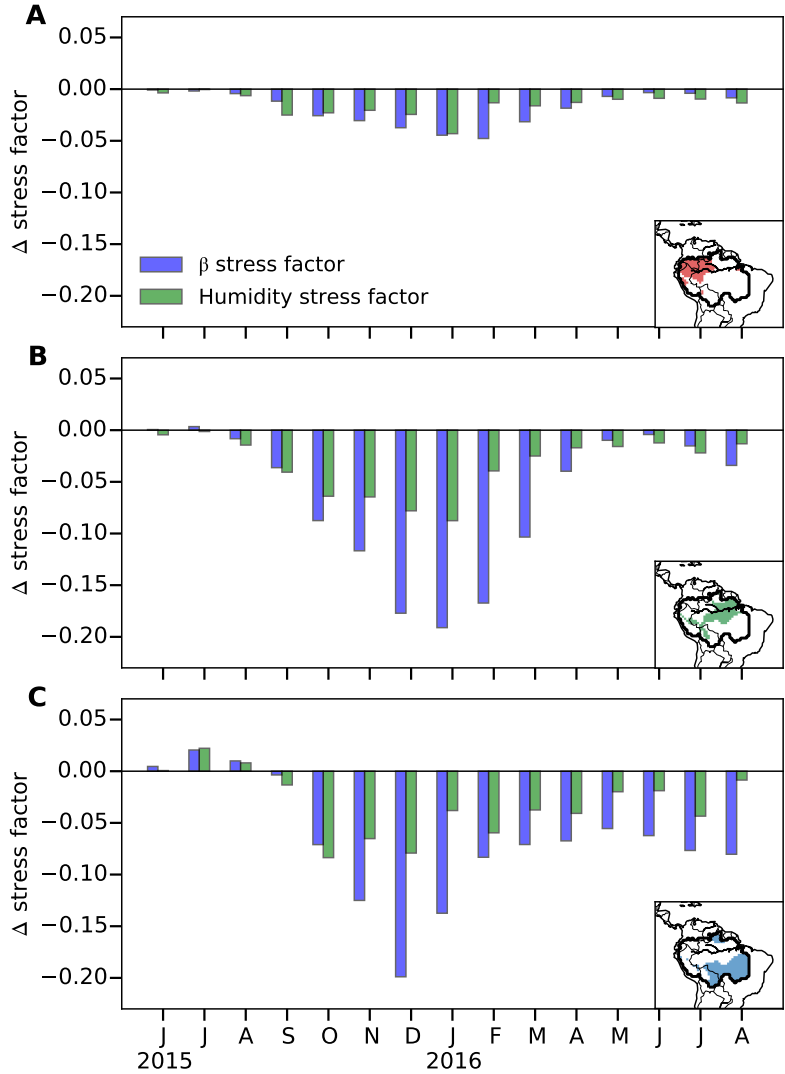 A
0.05
0.00
−0.05
−0.10
−0.15
−0.20
Δ stress factor
β stress factor
Humidity stress factor
B
0.05
0.00
−0.05
−0.10
−0.15
−0.20
Δ stress factor
C
0.05
0.00
−0.05
−0.10
−0.15
−0.20
Δ stress factor
J J A S O N D J F M A M J J A
2015 2016